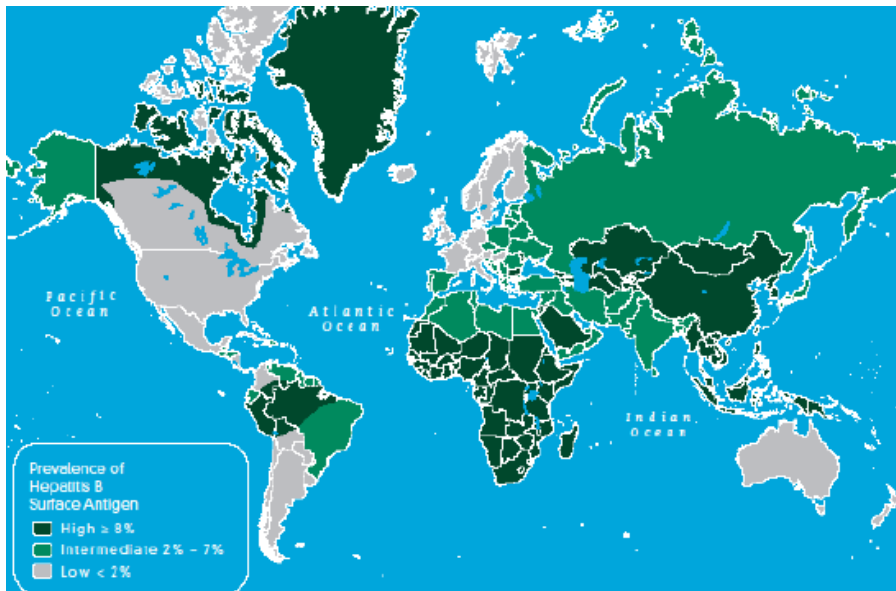 Pacific
Ocean
Atlantic
Ocean
Indian
Ocean
Prevalence of
Hepatitis B
Surface Antigen
High ≥ 8%
Intermediate 2% – 7%
Low < 2%